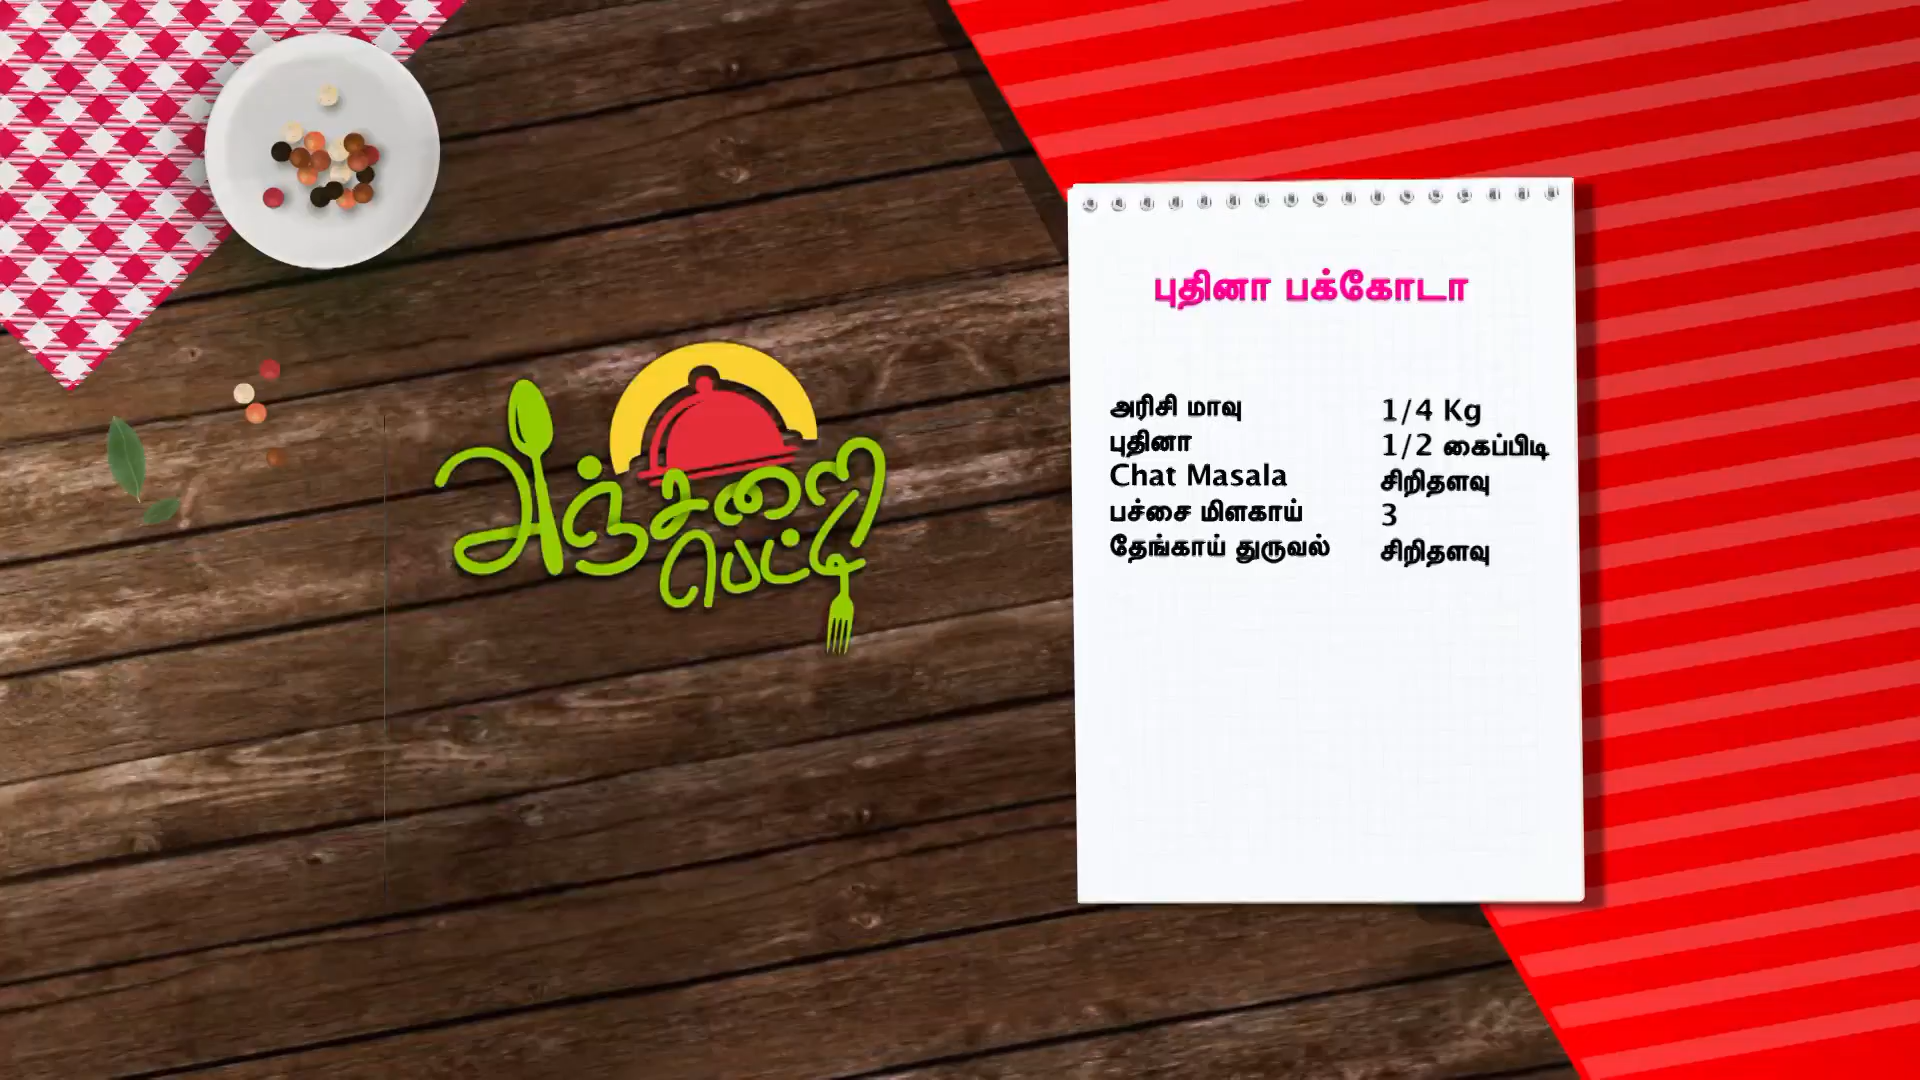 அஞ்சறை
பெட்டி
புதினா பக்கோடா
அரிசி மாவு 1/4 Kg
புதினா 1/2 கைப்பிடி
Chat Masala சிறிதளவு
பச்சை மிளகாய் 3
தேங்காய் துருவல் சிறிதளவு